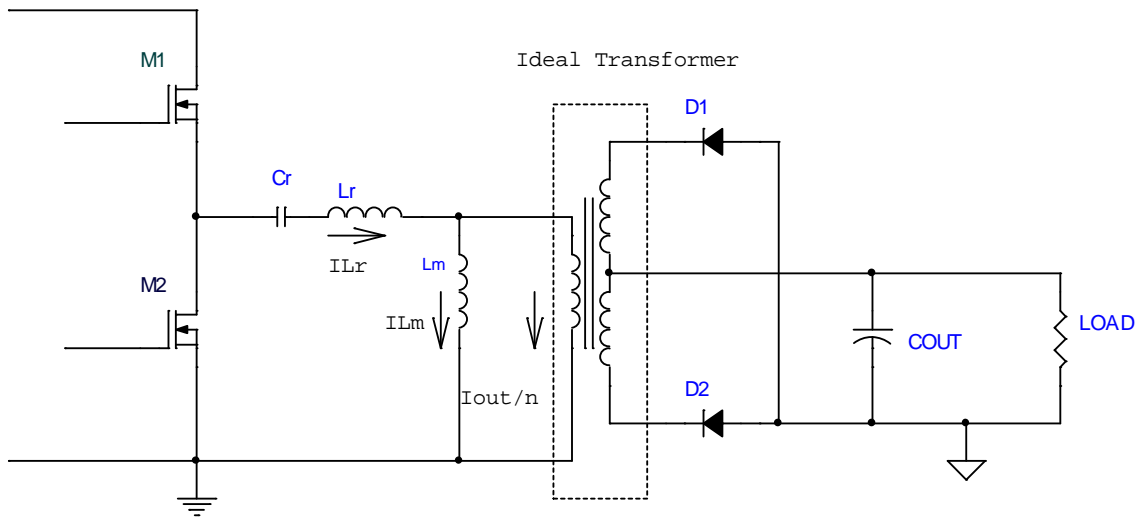 Ideal Transformer
M1
D1
Cr
Lr
ILr
Lm
M2
ILm
Iout/n
D2
COUT
LOAD